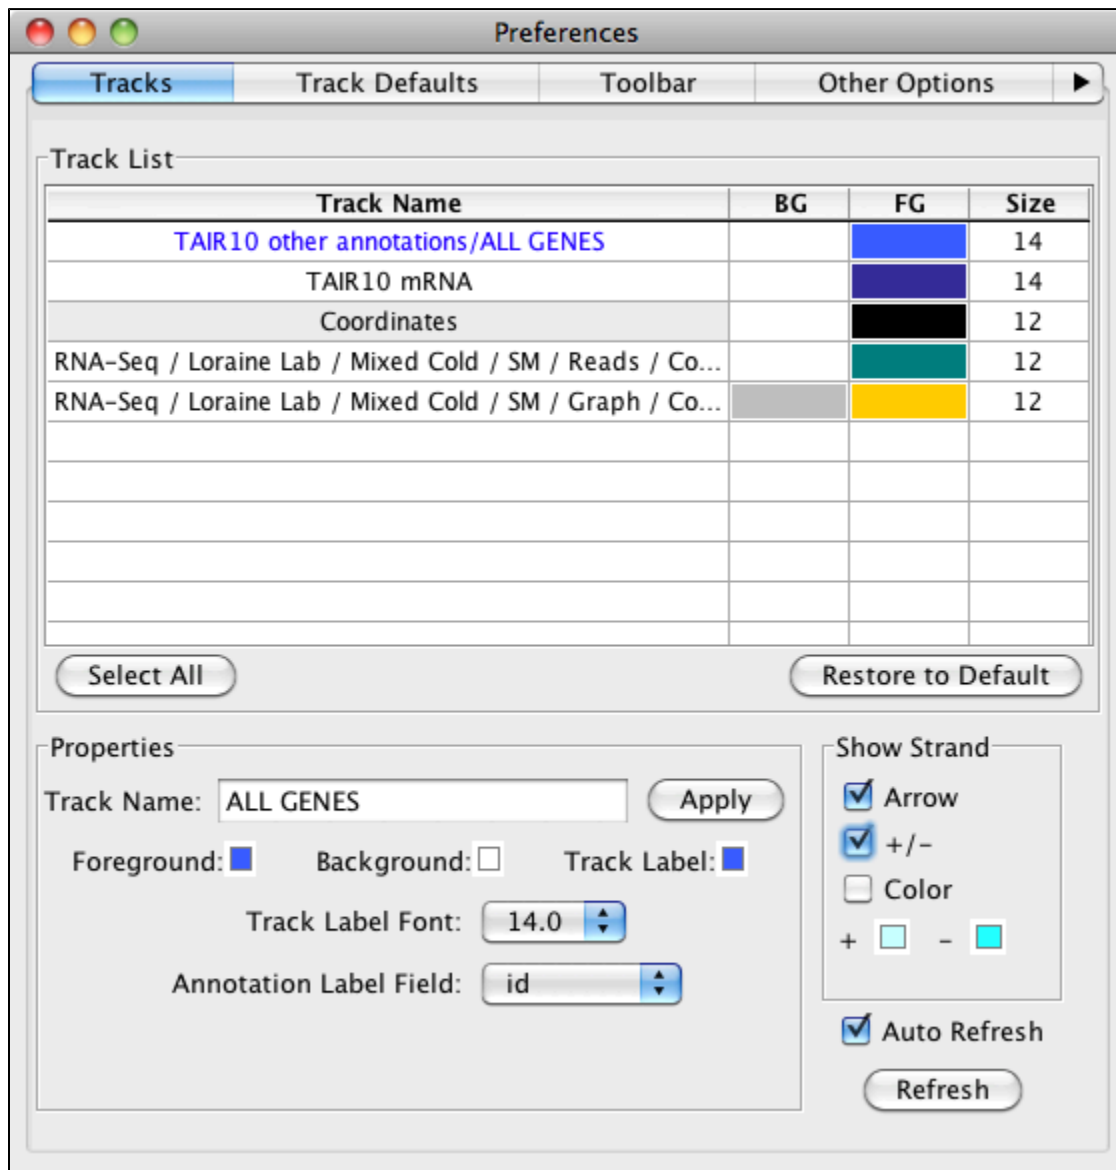 Preferences
Tracks Track Defaults Toolbar Other Options
Track List
Track Name BG FG Size
TAIR10 other annotations/ALL GENES 14
TAIR10 mRNA 14
Coordinates 12
RNA-Seq / Loraine Lab / Mixed Cold / SM / Reads / Co... 12
RNA-Seq / Loraine Lab / Mixed Cold / SM / Graph / Co... 12
Select All Restore to Default
Properties
Track Name: ALL GENES Apply
Foreground: Background: Track Label:
Track Label Font: 14.0
Annotation Label Field: id
Show Strand
Arrow
+/-
Color
+ -
Auto Refresh
Refresh